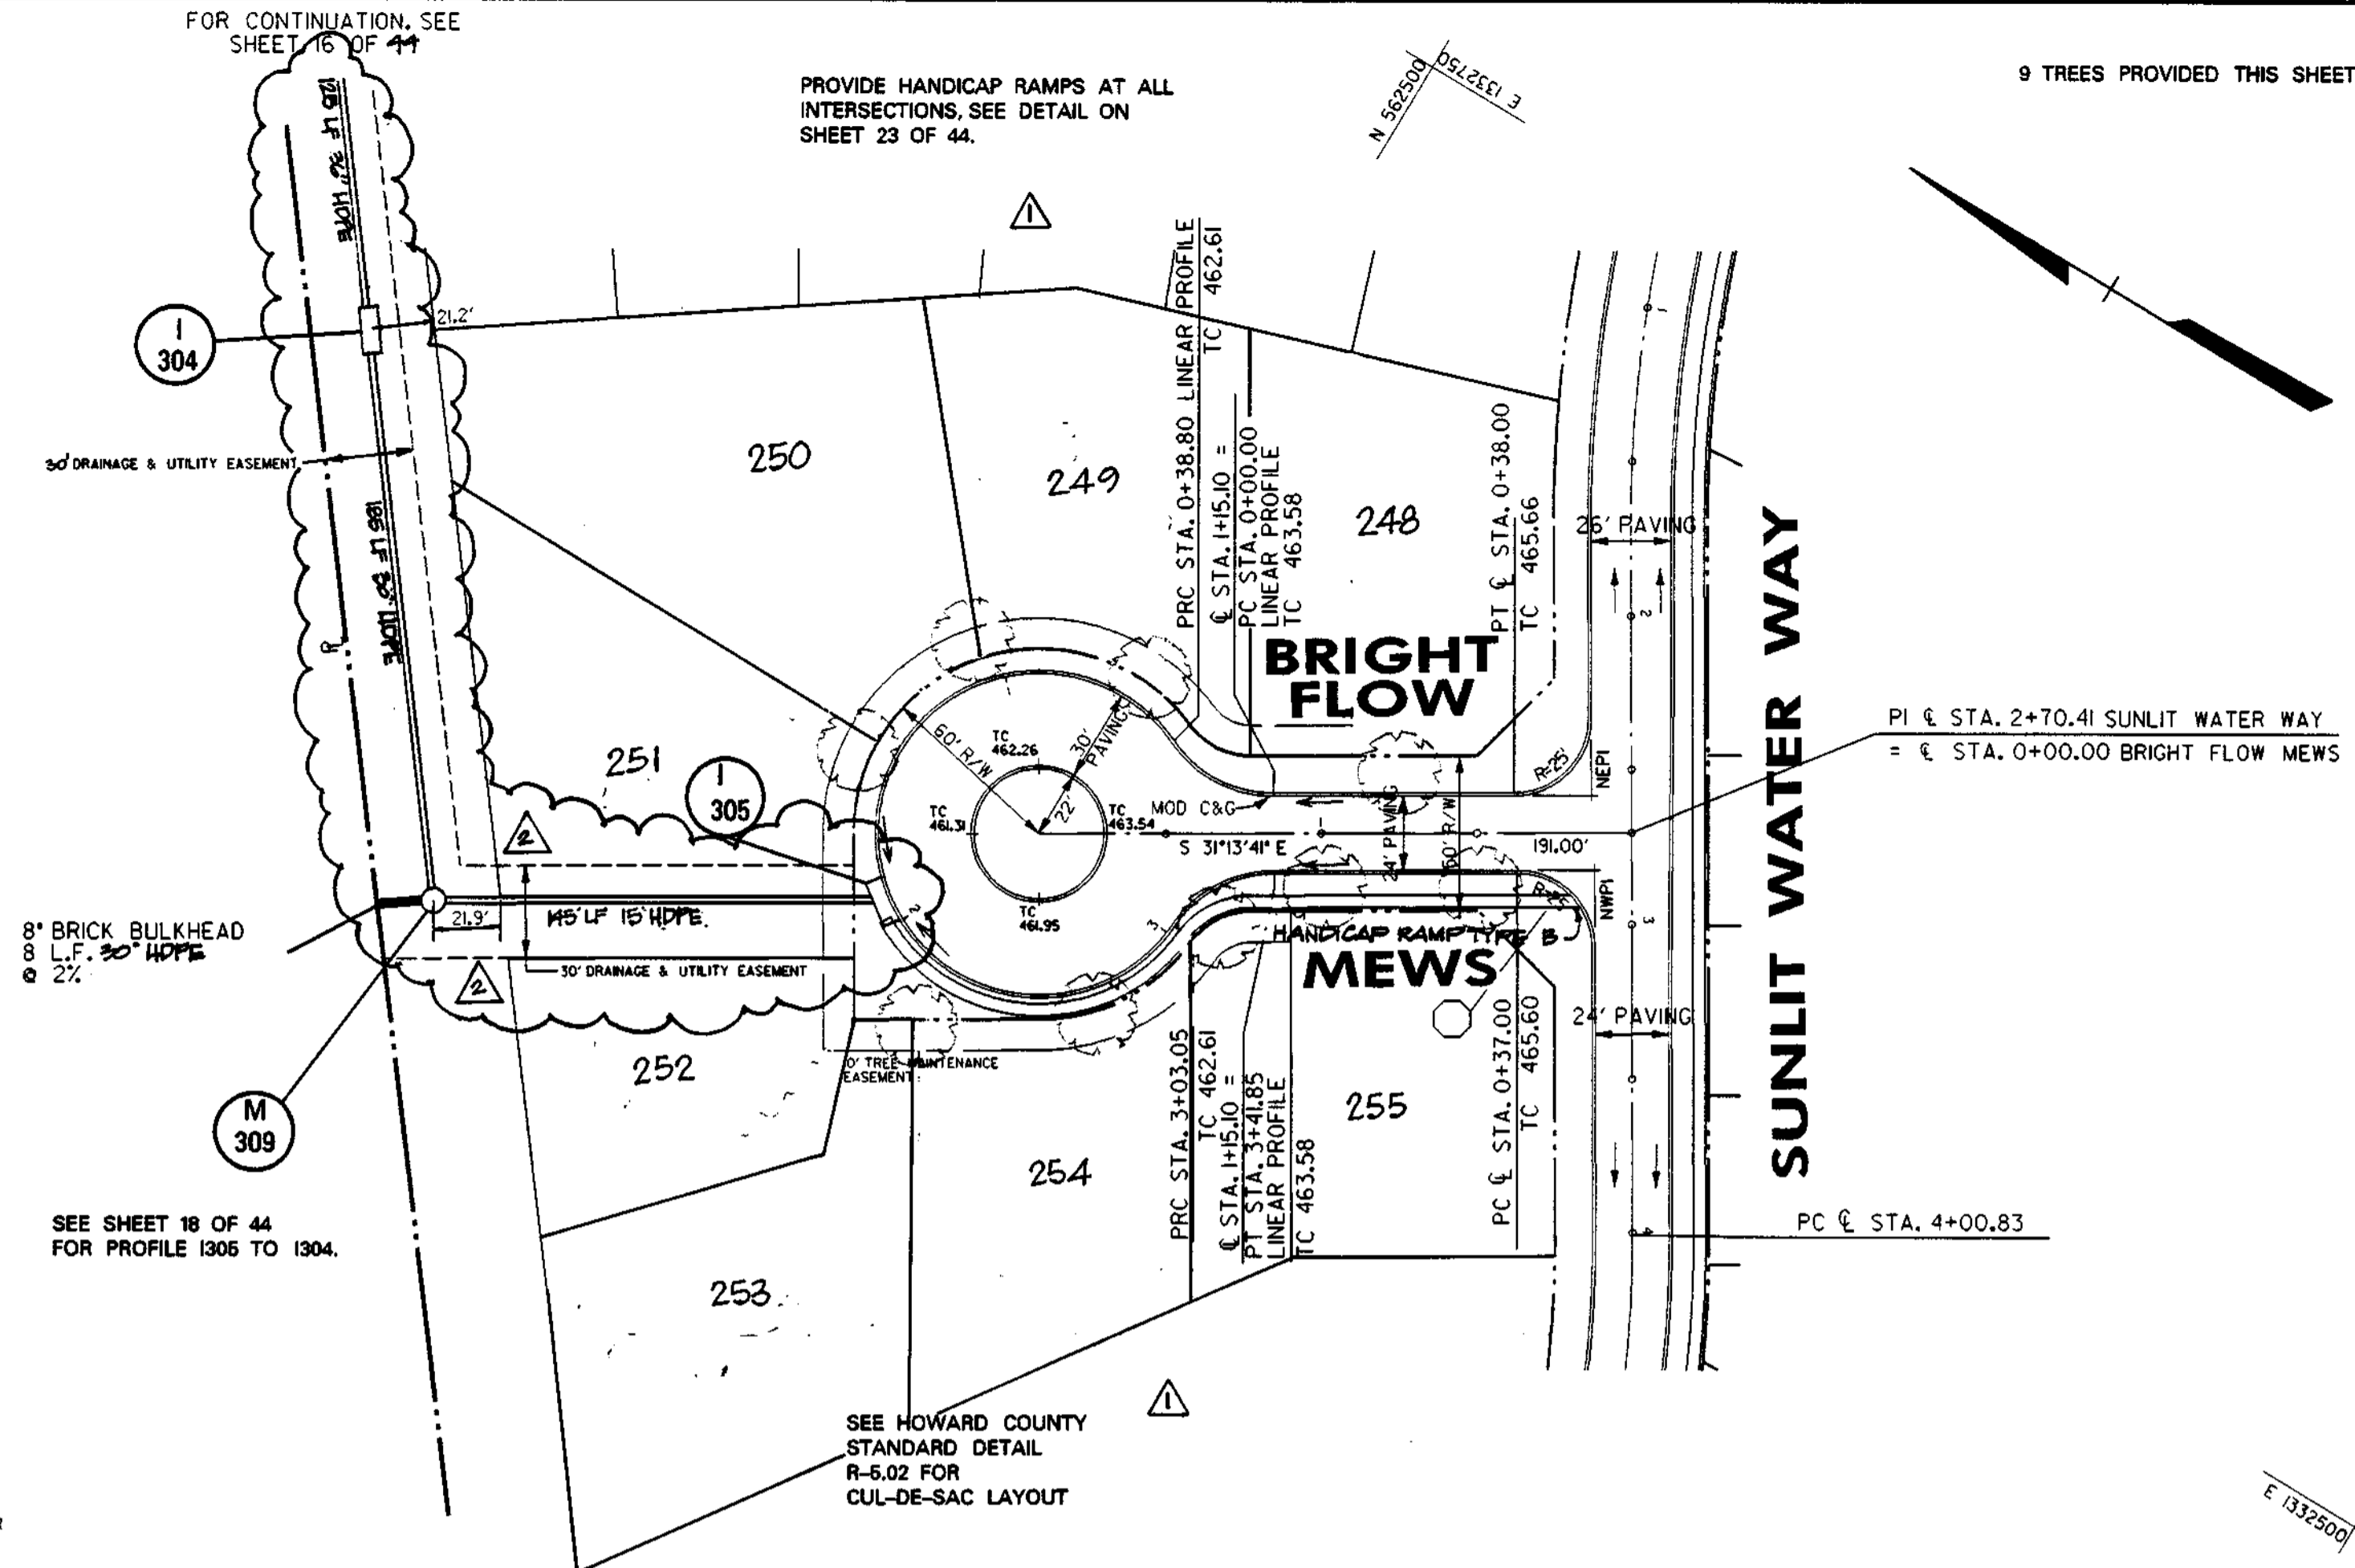 FOR CONTINUATION, SEE
SHEET 16 OF 44
PROVIDE HANDICAP RAMPS AT ALL
INTERSECTIONS, SEE DETAIL ON
SHEET 23 OF 44.
N 562500
E 1332750
9 TREES PROVIDED THIS SHEET
1
I
304
21.2'
30' DRAINAGE & UTILITY EASEMENT
250
249
248
PRC STA. 0+38.80 LINEAR PROFILE
TC 462.61
℄ STA. 1+15.10 =
PC STA. 0+00.00
LINEAR PROFILE
TC 463.58
PT ℄ STA. 0+38.00
TC 465.66
26' PAVING
1
2
3
4
SUNLIT WATER WAY
BRIGHT
FLOW
MEWS
PI ℄ STA. 2+70.41 SUNLIT WATER WAY
= ℄ STA. 0+00.00 BRIGHT FLOW MEWS
251
I
305
2
60' R/W
TC
462.26
30'
PAVING
22'
TC
461.31
TC
463.54
TC
461.95
MOD C&G
S 31°13'41" E
24' PAVING
60' R/W
191.00'
R=25'
NEPI
R=25'
NWPI
HANDICAP RAMP TYPE B
8" BRICK BULKHEAD
8 L.F. 30" HDPE
@ 2%
21.9'
145' LF 15" HDPE
30' DRAINAGE & UTILITY EASEMENT
2
2
3
252
TREE MAINTENANCE
EASEMENT
M
309
254
PRC STA. 3+03.05
TC 462.61
℄ STA. 1+15.10 =
PT STA. 3+41.85
LINEAR PROFILE
TC 463.58
255
PC ℄ STA. 0+37.00
TC 465.60
24' PAVING
PC ℄ STA. 4+00.83
SEE SHEET 18 OF 44
FOR PROFILE I305 TO I304.
253
1
SEE HOWARD COUNTY
STANDARD DETAIL
R-5.02 FOR
CUL-DE-SAC LAYOUT
E 1332500